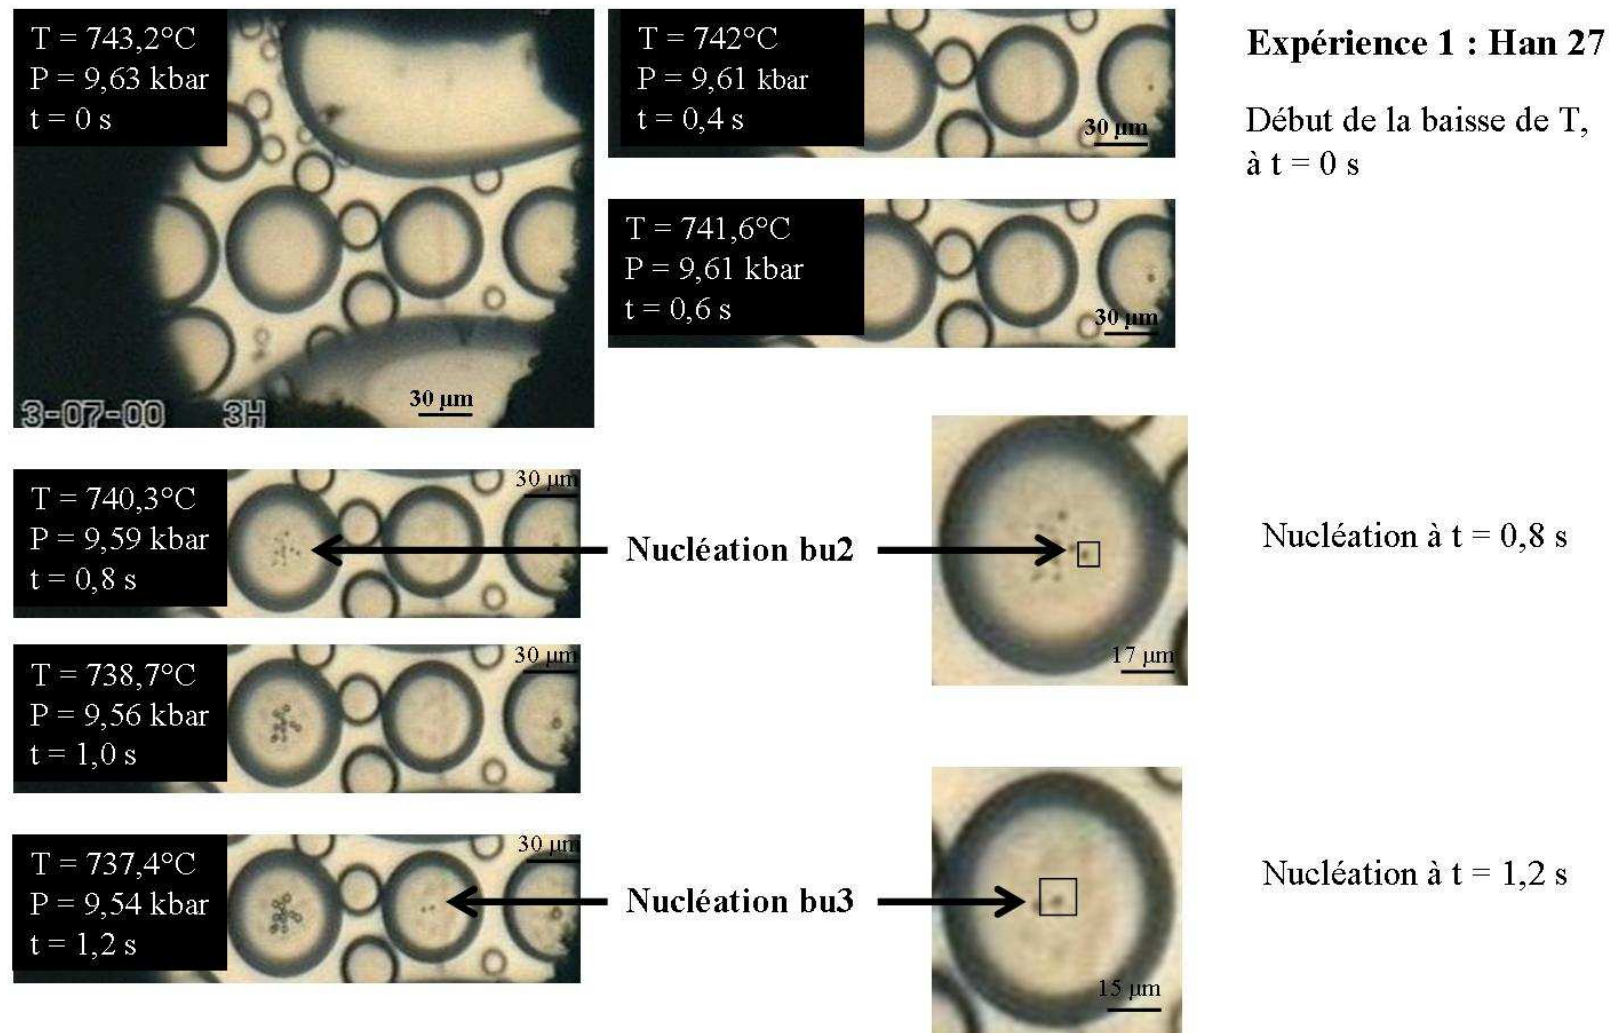 T = 743,2°C
P = 9,63 kbar
t = 0 s
3-07-00 3H
30 µm
T = 742°C
P = 9,61 kbar
t = 0,4 s
30 µm
T = 741,6°C
P = 9,61 kbar
t = 0,6 s
30 µm
Expérience 1 : Han 27
Début de la baisse de T,
à t = 0 s
T = 740,3°C
P = 9,59 kbar
t = 0,8 s
30 µm
Nucléation bu2
17 µm
Nucléation à t = 0,8 s
T = 738,7°C
P = 9,56 kbar
t = 1,0 s
30 µm
T = 737,4°C
P = 9,54 kbar
t = 1,2 s
30 µm
Nucléation bu3
15 µm
Nucléation à t = 1,2 s